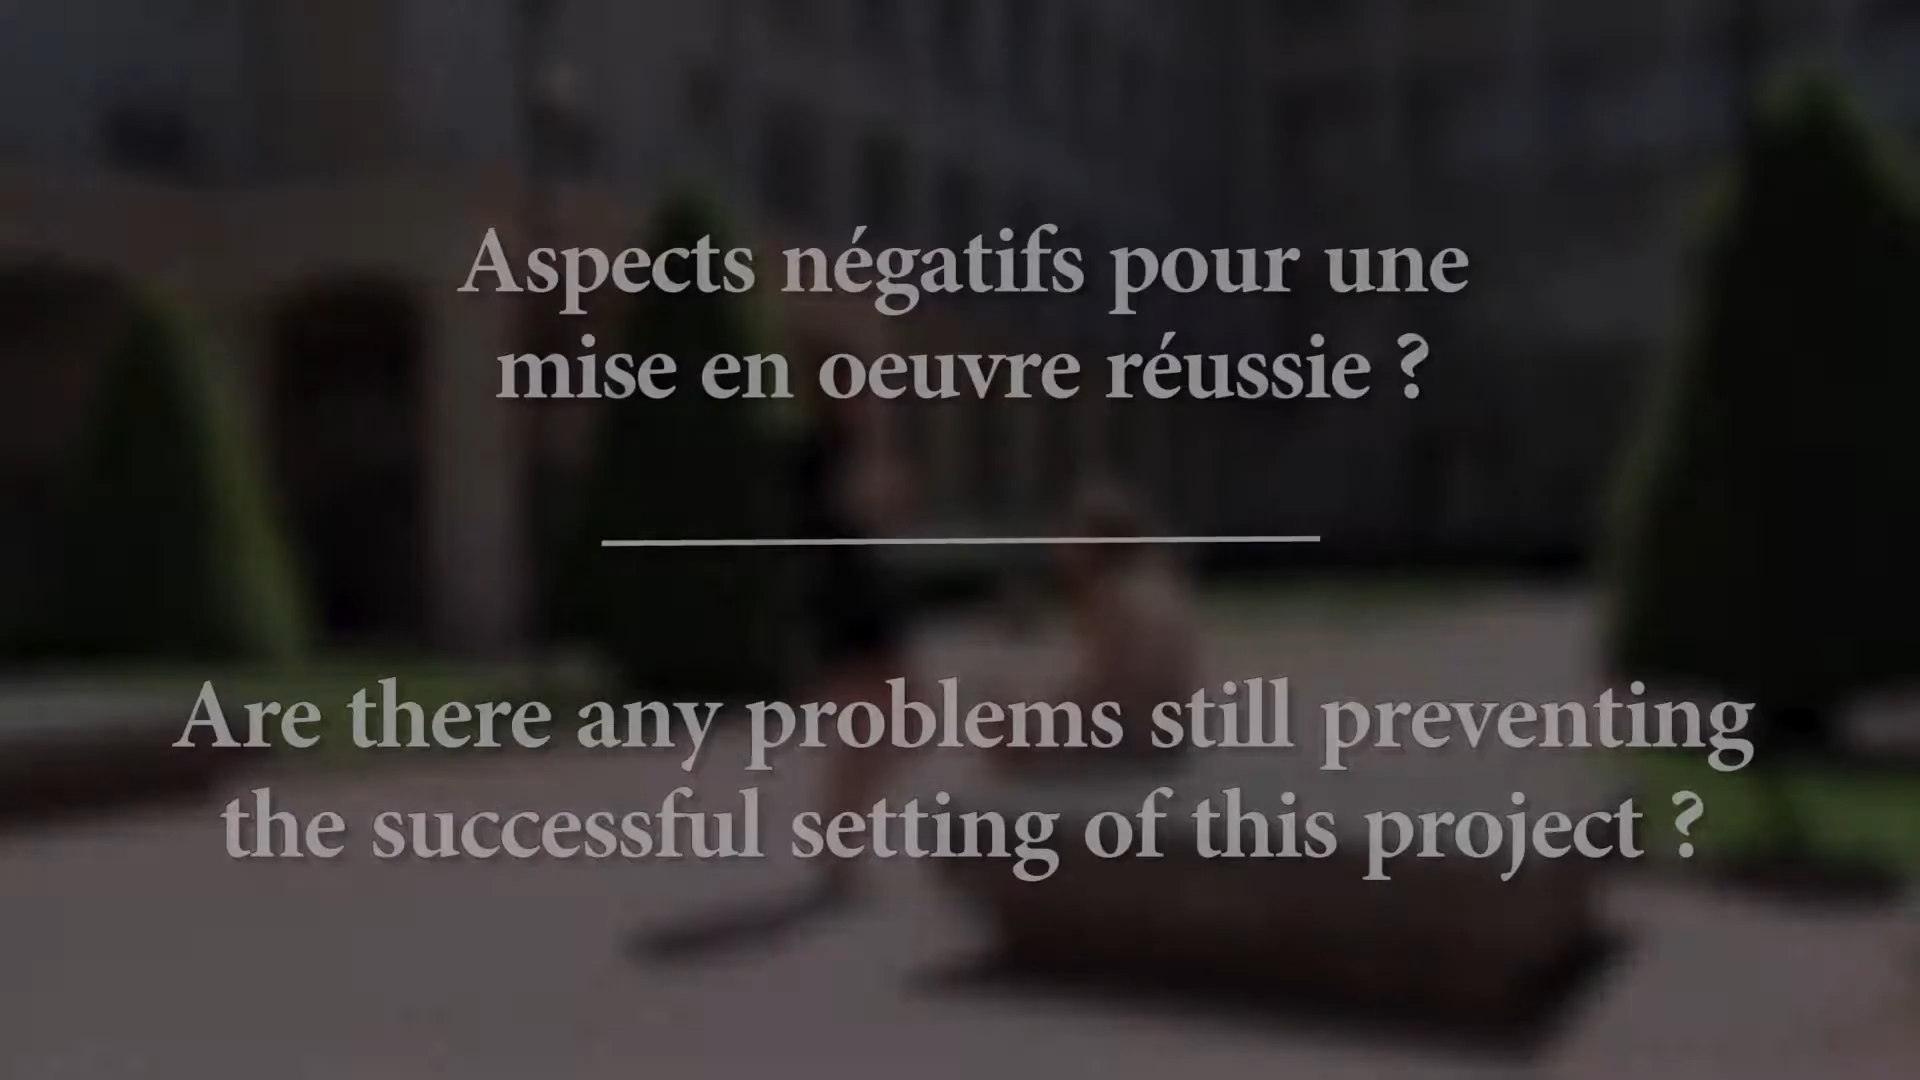 Aspects négatifs pour une
mise en oeuvre réussie ?
Are there any problems still preventing
the successful setting of this project ?